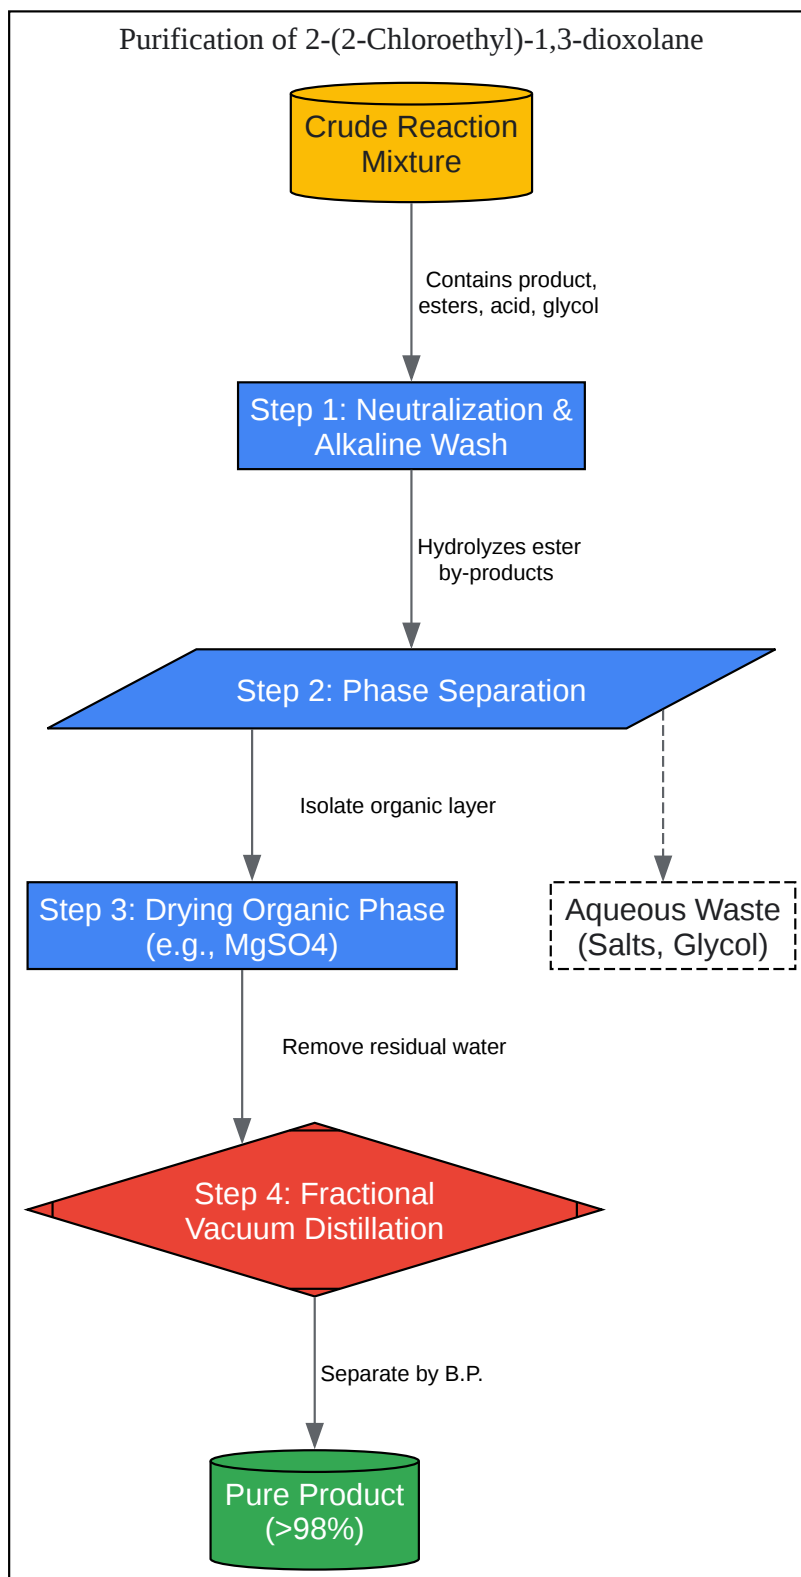 Purification of 2-(2-Chloroethyl)-1,3-dioxolane
Crude Reaction
Mixture
Contains product,
esters, acid, glycol
Step 1: Neutralization &
Alkaline Wash
Hydrolyzes ester
by-products
Step 2: Phase Separation
Isolate organic layer
Step 3: Drying Organic Phase
(e.g., MgSO4)
Aqueous Waste
(Salts, Glycol)
Remove residual water
Step 4: Fractional
Vacuum Distillation
Separate by B.P.
Pure Product
(>98%)